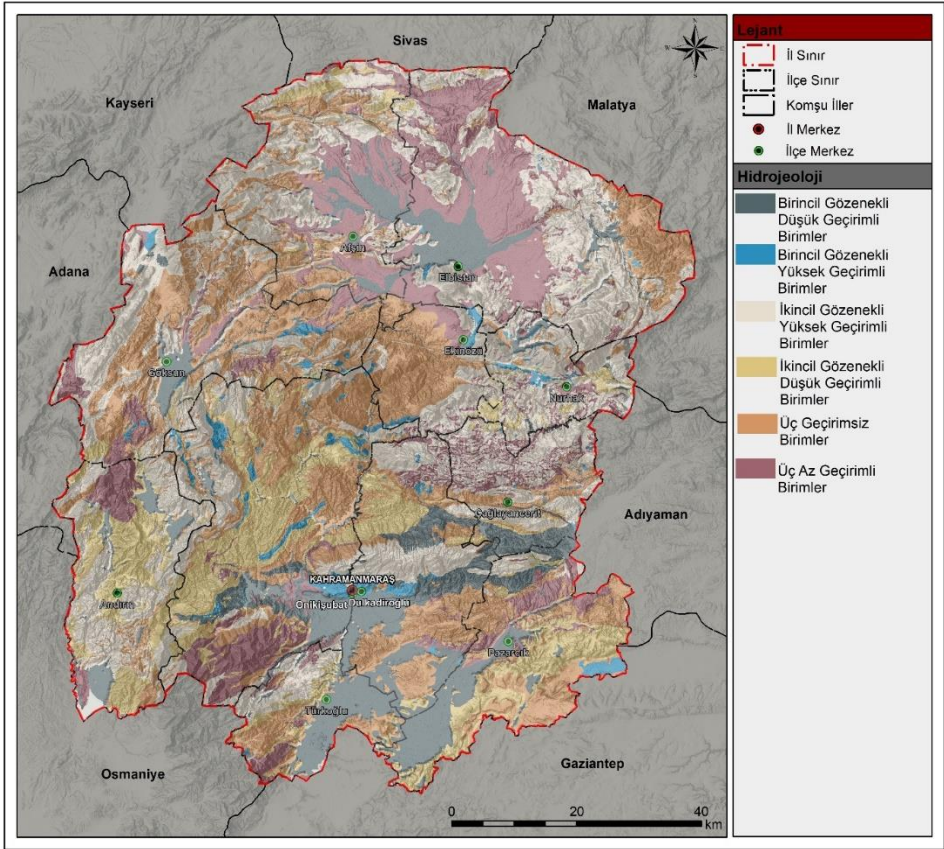 Sivas
Kayseri
Malatya
Adana
Afşin
Elbistan
Ekinözü
Göksun
Nurhak
Çağlayancerit
Adıyaman
KAHRAMANMARAŞ
Onikişubat
Dulkadiroğlu
Andırın
Pazarcık
Türkoğlu
Osmaniye
Gaziantep
0 20 40
km
N
W
E
S
Lejant
İl Sınır
İlçe Sınır
Komşu İller
İl Merkez
İlçe Merkez
Hidrojeoloji
Birincil Gözenekli
Düşük Geçirimli
Birimler
Birincil Gözenekli
Yüksek Geçirimli
Birimler
İkincil Gözenekli
Yüksek Geçirimli
Birimler
İkincil Gözenekli
Düşük Geçirimli
Birimler
Üç Geçirimsiz
Birimler
Üç Az Geçirimli
Birimler